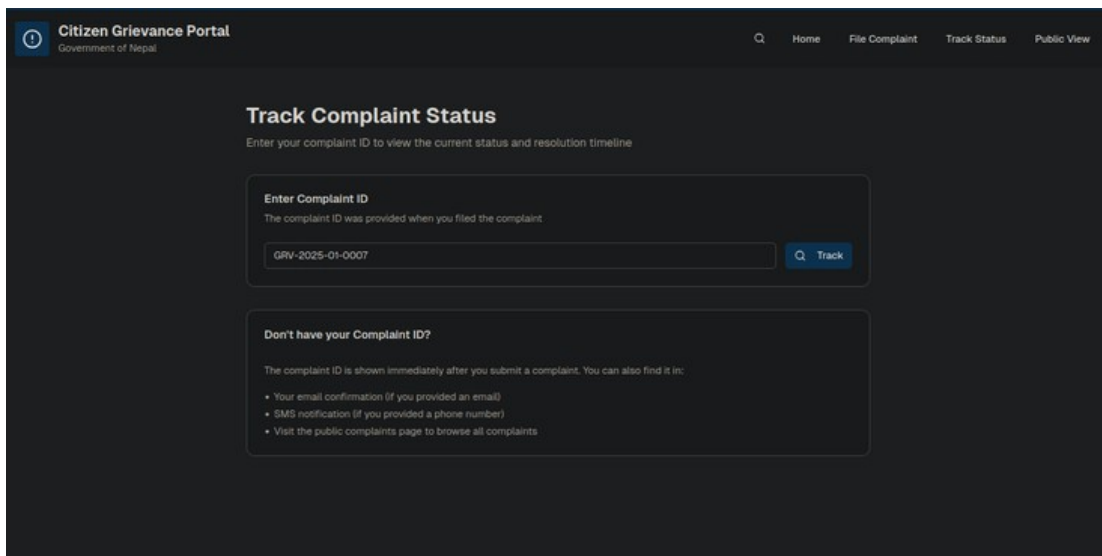 Citizen Grievance Portal
Government of Nepal
Home File Complaint Track Status Public View
Track Complaint Status
Enter your complaint ID to view the current status and resolution timeline
Enter Complaint ID
The complaint ID was provided when you filed the complaint
GRV-2025-01-0007
Track
Don't have your Complaint ID?
The complaint ID is shown immediately after you submit a complaint. You can also find it in:
• Your email confirmation (if you provided an email)
• SMS notification (if you provided a phone number)
• Visit the public complaints page to browse all complaints